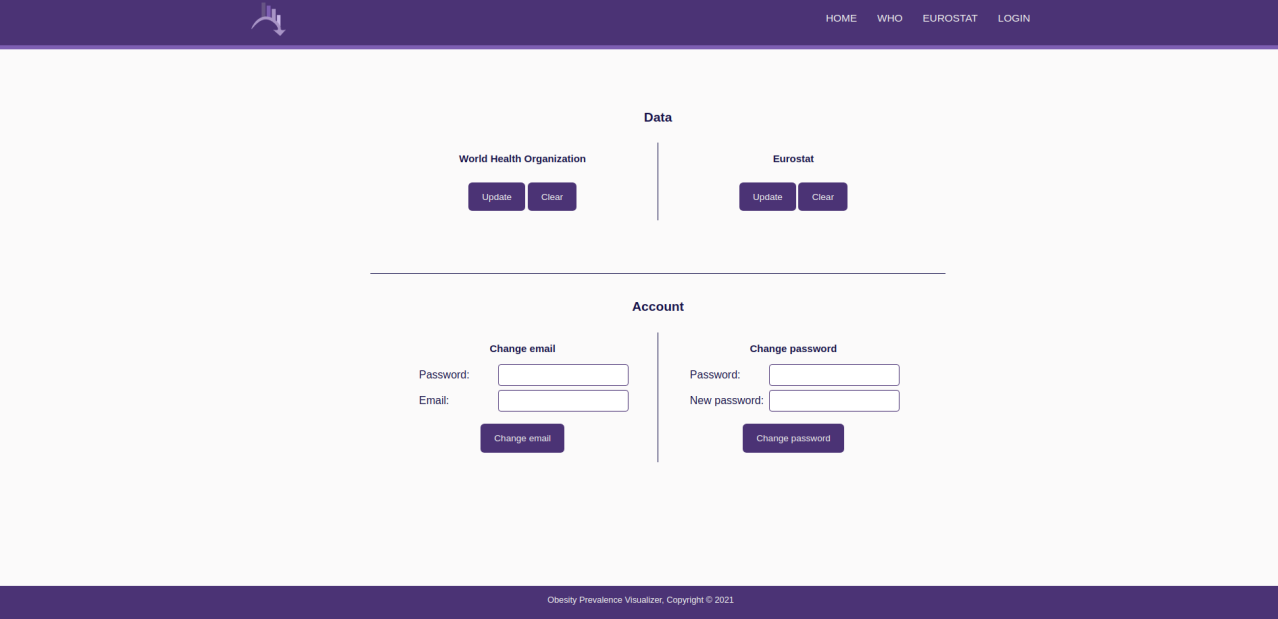 HOME WHO EUROSTAT LOGIN
Data
World Health Organization
Update Clear
Eurostat
Update Clear
Account
Change email
Password:
Email:
Change email
Change password
Password:
New password:
Change password
Obesity Prevalence Visualizer, Copyright © 2021